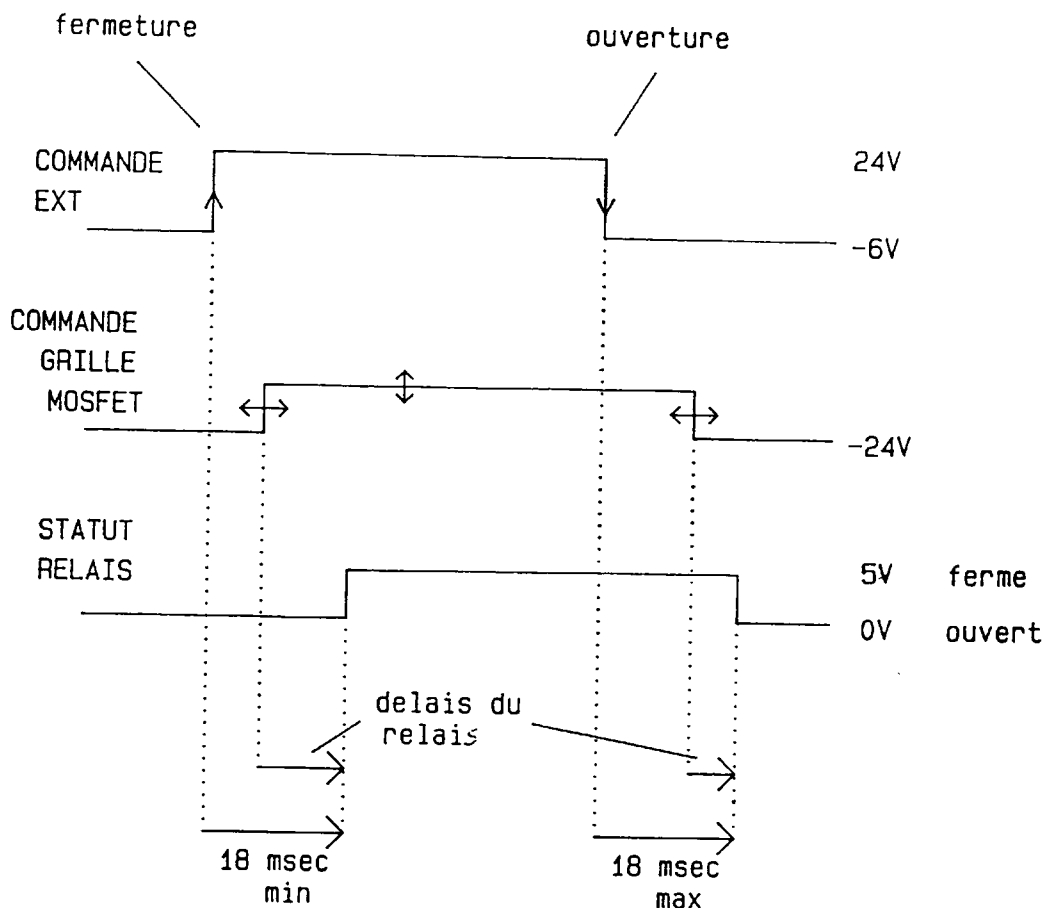 fermeture
ouverture
COMMANDE
EXT
24V
-6V
COMMANDE
GRILLE
MOSFET
-24V
STATUT
RELAIS
5V ferme
0V ouvert
delais du
relais
18 msec
min
18 msec
max